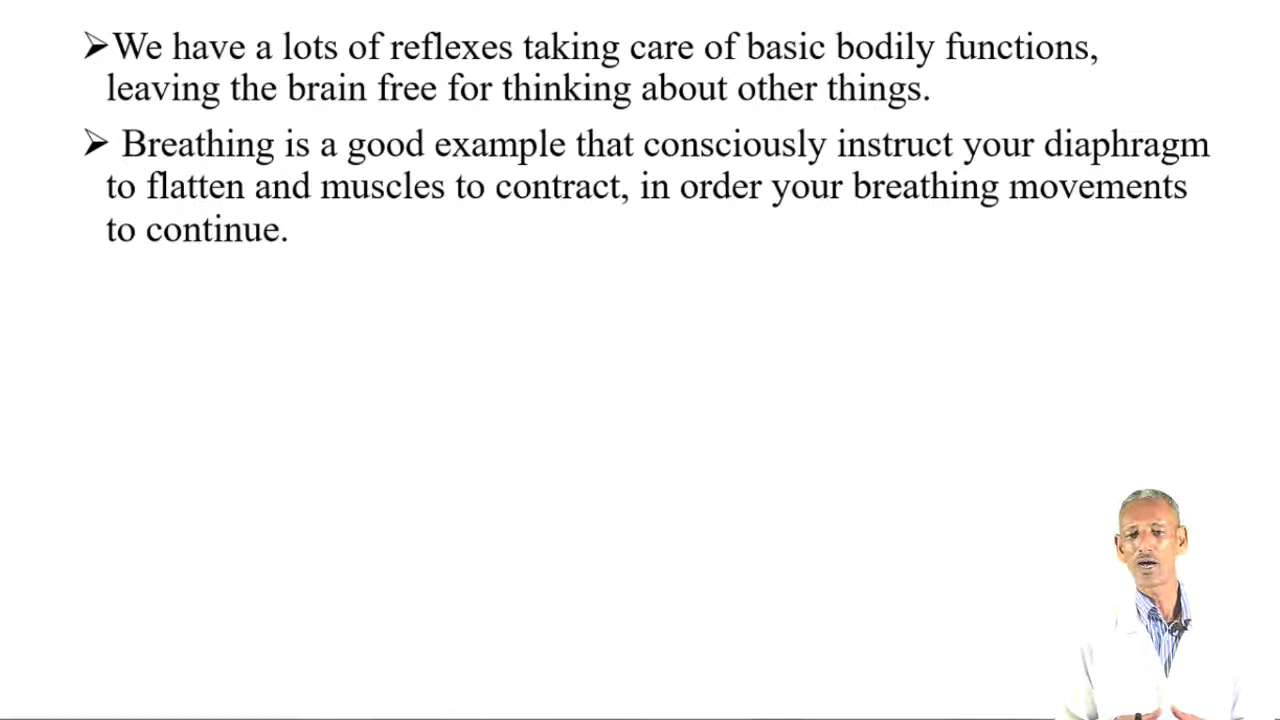 ➢We have a lots of reflexes taking care of basic bodily functions,
leaving the brain free for thinking about other things.
➢ Breathing is a good example that consciously instruct your diaphragm
to flatten and muscles to contract, in order your breathing movements
to continue.